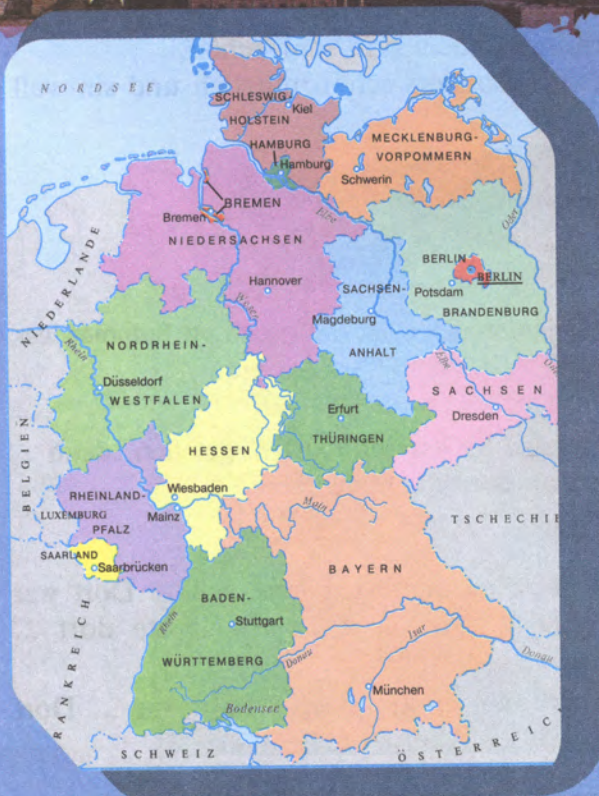 NORDSEE
SCHLESWIG-
HOLSTEIN
Kiel
HAMBURG
Hamburg
MECKLENBURG-
VORPOMMERN
Schwerin
BREMEN
Bremen
NIEDERSACHSEN
Elbe
Oder
NIEDERLANDE
Hannover
Weser
BERLIN
BERLIN
Potsdam
BRANDENBURG
SACHSEN-
Magdeburg
ANHALT
NORDRHEIN-
Rhein
Düsseldorf
WESTFALEN
Elbe
SACHSEN
Dresden
Erfurt
THÜRINGEN
HESSEN
BELGIEN
Wiesbaden
RHEINLAND-
LUXEMBURG
PFALZ
Mainz
Main
TSCHECHIE
SAARLAND
Saarbrücken
BAYERN
BADEN-
Rhein
Stuttgart
WÜRTTEMBERG
Donau
Isar
Donau
FRANKREICH
München
Bodensee
SCHWEIZ
ÖSTERREICH